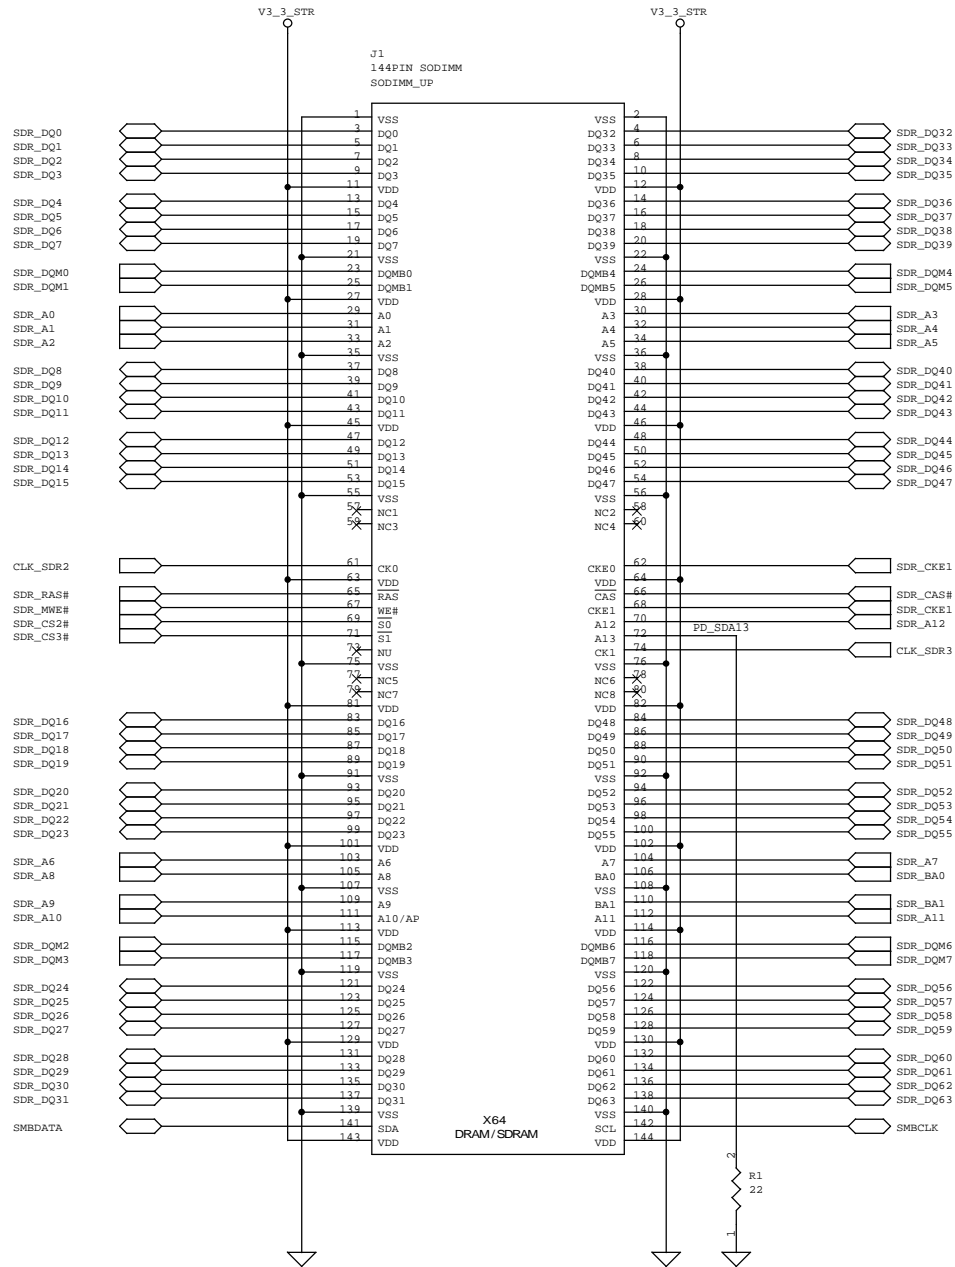 V3_3_STR V3_3_STR
J1
144PIN SODIMM
SODIMM_UP
1 VSS VSS 2
SDR_DQ0 3 DQ0 DQ32 4 SDR_DQ32
SDR_DQ1 5 DQ1 DQ33 6 SDR_DQ33
SDR_DQ2 7 DQ2 DQ34 8 SDR_DQ34
SDR_DQ3 9 DQ3 DQ35 10 SDR_DQ35
11 VDD VDD 12
SDR_DQ4 13 DQ4 DQ36 14 SDR_DQ36
SDR_DQ5 15 DQ5 DQ37 16 SDR_DQ37
SDR_DQ6 17 DQ6 DQ38 18 SDR_DQ38
SDR_DQ7 19 DQ7 DQ39 20 SDR_DQ39
21 VSS VSS 22
SDR_DQM0 23 DQMB0 DQMB4 24 SDR_DQM4
SDR_DQM1 25 DQMB1 DQMB5 26 SDR_DQM5
27 VDD VDD 28
SDR_A0 29 A0 A3 30 SDR_A3
SDR_A1 31 A1 A4 32 SDR_A4
SDR_A2 33 A2 A5 34 SDR_A5
35 VSS VSS 36
SDR_DQ8 37 DQ8 DQ40 38 SDR_DQ40
SDR_DQ9 39 DQ9 DQ41 40 SDR_DQ41
SDR_DQ10 41 DQ10 DQ42 42 SDR_DQ42
SDR_DQ11 43 DQ11 DQ43 44 SDR_DQ43
45 VDD VDD 46
SDR_DQ12 47 DQ12 DQ44 48 SDR_DQ44
SDR_DQ13 49 DQ13 DQ45 50 SDR_DQ45
SDR_DQ14 51 DQ14 DQ46 52 SDR_DQ46
SDR_DQ15 53 DQ15 DQ47 54 SDR_DQ47
55 VSS VSS 56
57 NC1 NC2 58
59 NC3 NC4 60
CLK_SDR2 61 CK0 CKE0 62 SDR_CKE1
63 VDD VDD 64
SDR_RAS# 65 RAS CAS 66 SDR_CAS#
SDR_MWE# 67 WE# CKE1 68 SDR_CKE1
SDR_CS2# 69 S0 A12 70 SDR_A12
SDR_CS3# 71 S1 A13 72 PD_SDA13
73 NU CK1 74 CLK_SDR3
75 VSS VSS 76
77 NC5 NC6 78
79 NC7 NC8 80
81 VDD VDD 82
SDR_DQ16 83 DQ16 DQ48 84 SDR_DQ48
SDR_DQ17 85 DQ17 DQ49 86 SDR_DQ49
SDR_DQ18 87 DQ18 DQ50 88 SDR_DQ50
SDR_DQ19 89 DQ19 DQ51 90 SDR_DQ51
91 VSS VSS 92
SDR_DQ20 93 DQ20 DQ52 94 SDR_DQ52
SDR_DQ21 95 DQ21 DQ53 96 SDR_DQ53
SDR_DQ22 97 DQ22 DQ54 98 SDR_DQ54
SDR_DQ23 99 DQ23 DQ55 100 SDR_DQ55
101 VDD VDD 102
SDR_A6 103 A6 A7 104 SDR_A7
SDR_A8 105 A8 BA0 106 SDR_BA0
107 VSS VSS 108
SDR_A9 109 A9 BA1 110 SDR_BA1
SDR_A10 111 A10/AP A11 112 SDR_A11
113 VDD VDD 114
SDR_DQM2 115 DQMB2 DQMB6 116 SDR_DQM6
SDR_DQM3 117 DQMB3 DQMB7 118 SDR_DQM7
119 VSS VSS 120
SDR_DQ24 121 DQ24 DQ56 122 SDR_DQ56
SDR_DQ25 123 DQ25 DQ57 124 SDR_DQ57
SDR_DQ26 125 DQ26 DQ58 126 SDR_DQ58
SDR_DQ27 127 DQ27 DQ59 128 SDR_DQ59
129 VDD VDD 130
SDR_DQ28 131 DQ28 DQ60 132 SDR_DQ60
SDR_DQ29 133 DQ29 DQ61 134 SDR_DQ61
SDR_DQ30 135 DQ30 DQ62 136 SDR_DQ62
SDR_DQ31 137 DQ31 DQ63 138 SDR_DQ63
139 VSS VSS 140
SMBDATA 141 SDA SCL 142 SMBCLK
143 VDD VDD 144
X64
DRAM/SDRAM
2
R1
22
1